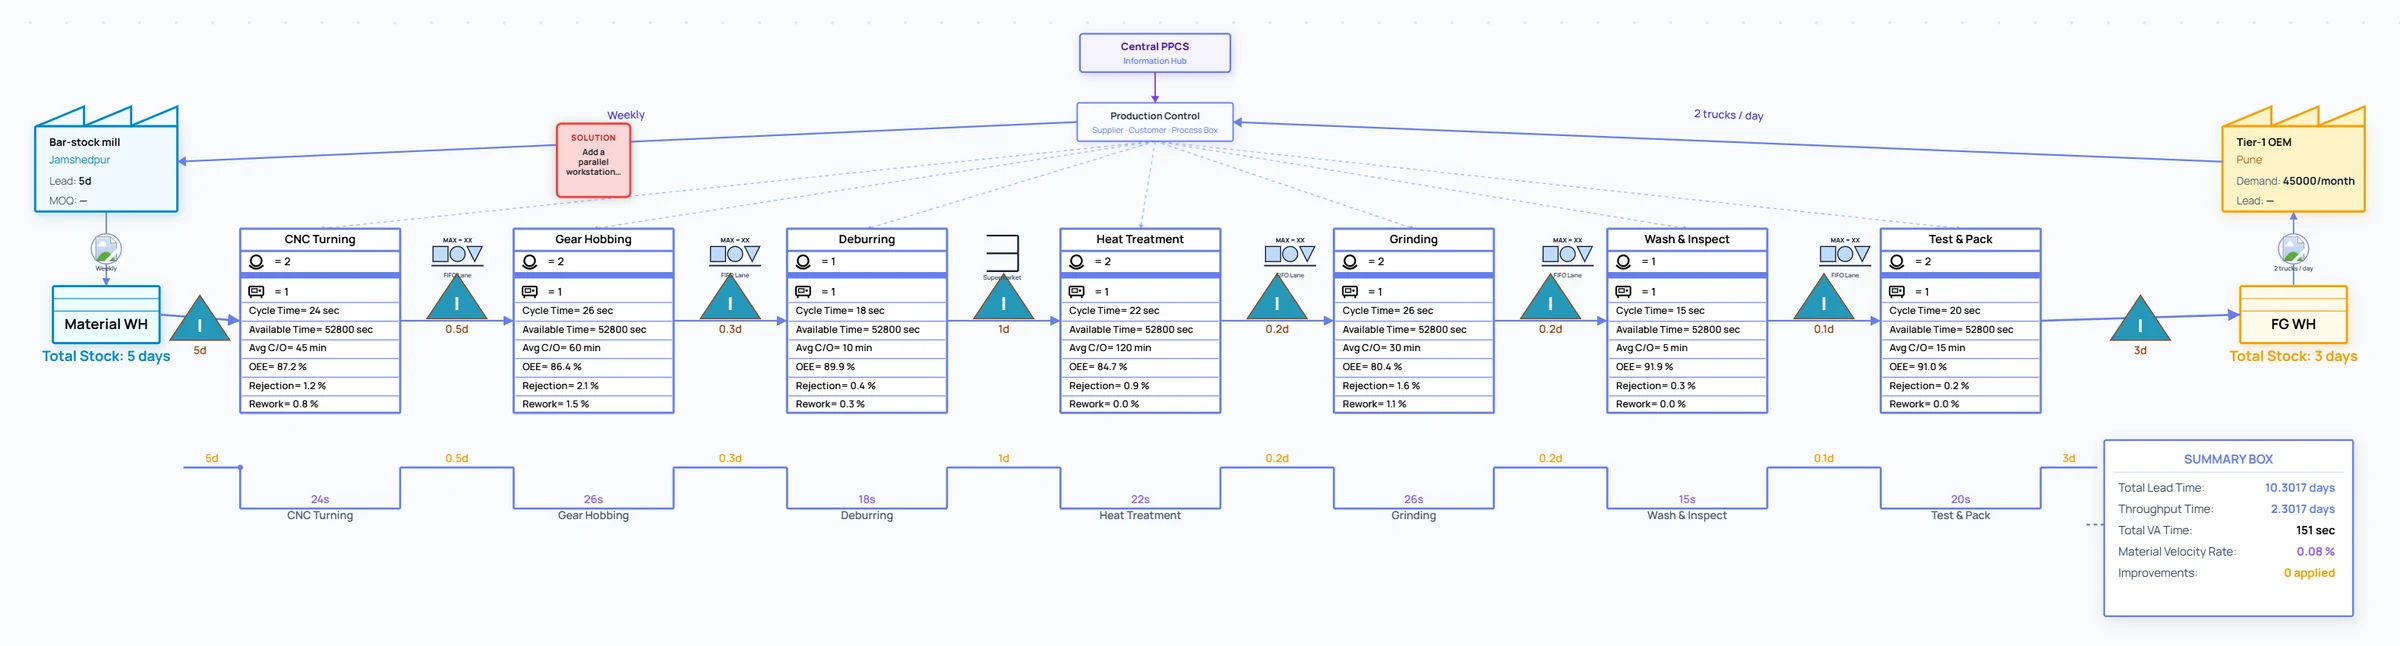 Central PPCS
Information Hub
Production Control
Supplier · Customer · Process Box
Weekly
2 trucks / day
SOLUTION
Add a
parallel
workstation...
Bar-stock mill
Jamshedpur
Lead: 5d
MOQ: —
Tier-1 OEM
Pune
Demand: 45000/month
Lead: —
Weekly
Material WH
Total Stock: 5 days
I
5d
CNC Turning
= 2
= 1
Cycle Time= 24 sec
Available Time= 52800 sec
Avg C/O= 45 min
OEE= 87.2 %
Rejection= 1.2 %
Rework= 0.8 %
MAX = XX
FIFO Lane
I
0.5d
Gear Hobbing
= 2
= 1
Cycle Time= 26 sec
Available Time= 52800 sec
Avg C/O= 60 min
OEE= 86.4 %
Rejection= 2.1 %
Rework= 1.5 %
MAX = XX
FIFO Lane
I
0.3d
Deburring
= 1
= 1
Cycle Time= 18 sec
Available Time= 52800 sec
Avg C/O= 10 min
OEE= 89.9 %
Rejection= 0.4 %
Rework= 0.3 %
Supermarket
I
1d
Heat Treatment
= 2
= 1
Cycle Time= 22 sec
Available Time= 52800 sec
Avg C/O= 120 min
OEE= 84.7 %
Rejection= 0.9 %
Rework= 0.0 %
MAX = XX
FIFO Lane
I
0.2d
Grinding
= 2
= 1
Cycle Time= 26 sec
Available Time= 52800 sec
Avg C/O= 30 min
OEE= 80.4 %
Rejection= 1.6 %
Rework= 1.1 %
MAX = XX
FIFO Lane
I
0.2d
Wash & Inspect
= 1
= 1
Cycle Time= 15 sec
Available Time= 52800 sec
Avg C/O= 5 min
OEE= 91.9 %
Rejection= 0.3 %
Rework= 0.0 %
MAX = XX
FIFO Lane
I
0.1d
Test & Pack
= 2
= 1
Cycle Time= 20 sec
Available Time= 52800 sec
Avg C/O= 15 min
OEE= 91.0 %
Rejection= 0.2 %
Rework= 0.0 %
I
3d
2 trucks / day
FG WH
Total Stock: 3 days
5d
24s
CNC Turning
0.5d
26s
Gear Hobbing
0.3d
18s
Deburring
1d
22s
Heat Treatment
0.2d
26s
Grinding
0.2d
15s
Wash & Inspect
0.1d
20s
Test & Pack
3d
SUMMARY BOX
Total Lead Time: 10.3017 days
Throughput Time: 2.3017 days
Total VA Time: 151 sec
Material Velocity Rate: 0.08 %
Improvements: 0 applied